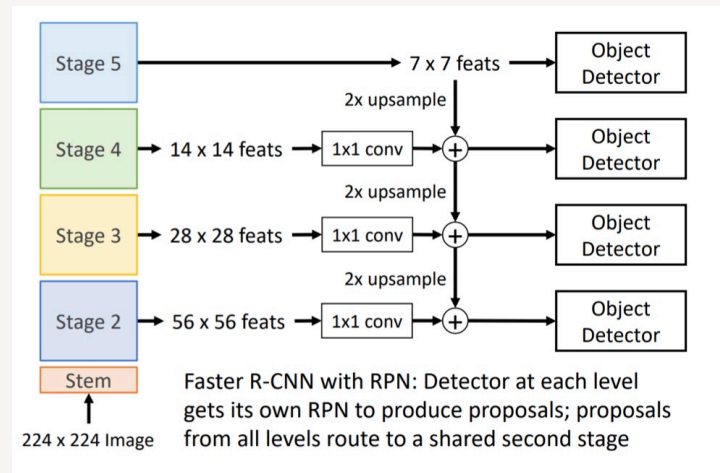 Stage 5
7 x 7 feats
Object
Detector
2x upsample
Stage 4
14 x 14 feats
1x1 conv
+
Object
Detector
2x upsample
Stage 3
28 x 28 feats
1x1 conv
+
Object
Detector
2x upsample
Stage 2
56 x 56 feats
1x1 conv
+
Object
Detector
Stem
224 x 224 Image
Faster R-CNN with RPN: Detector at each level
gets its own RPN to produce proposals; proposals
from all levels route to a shared second stage